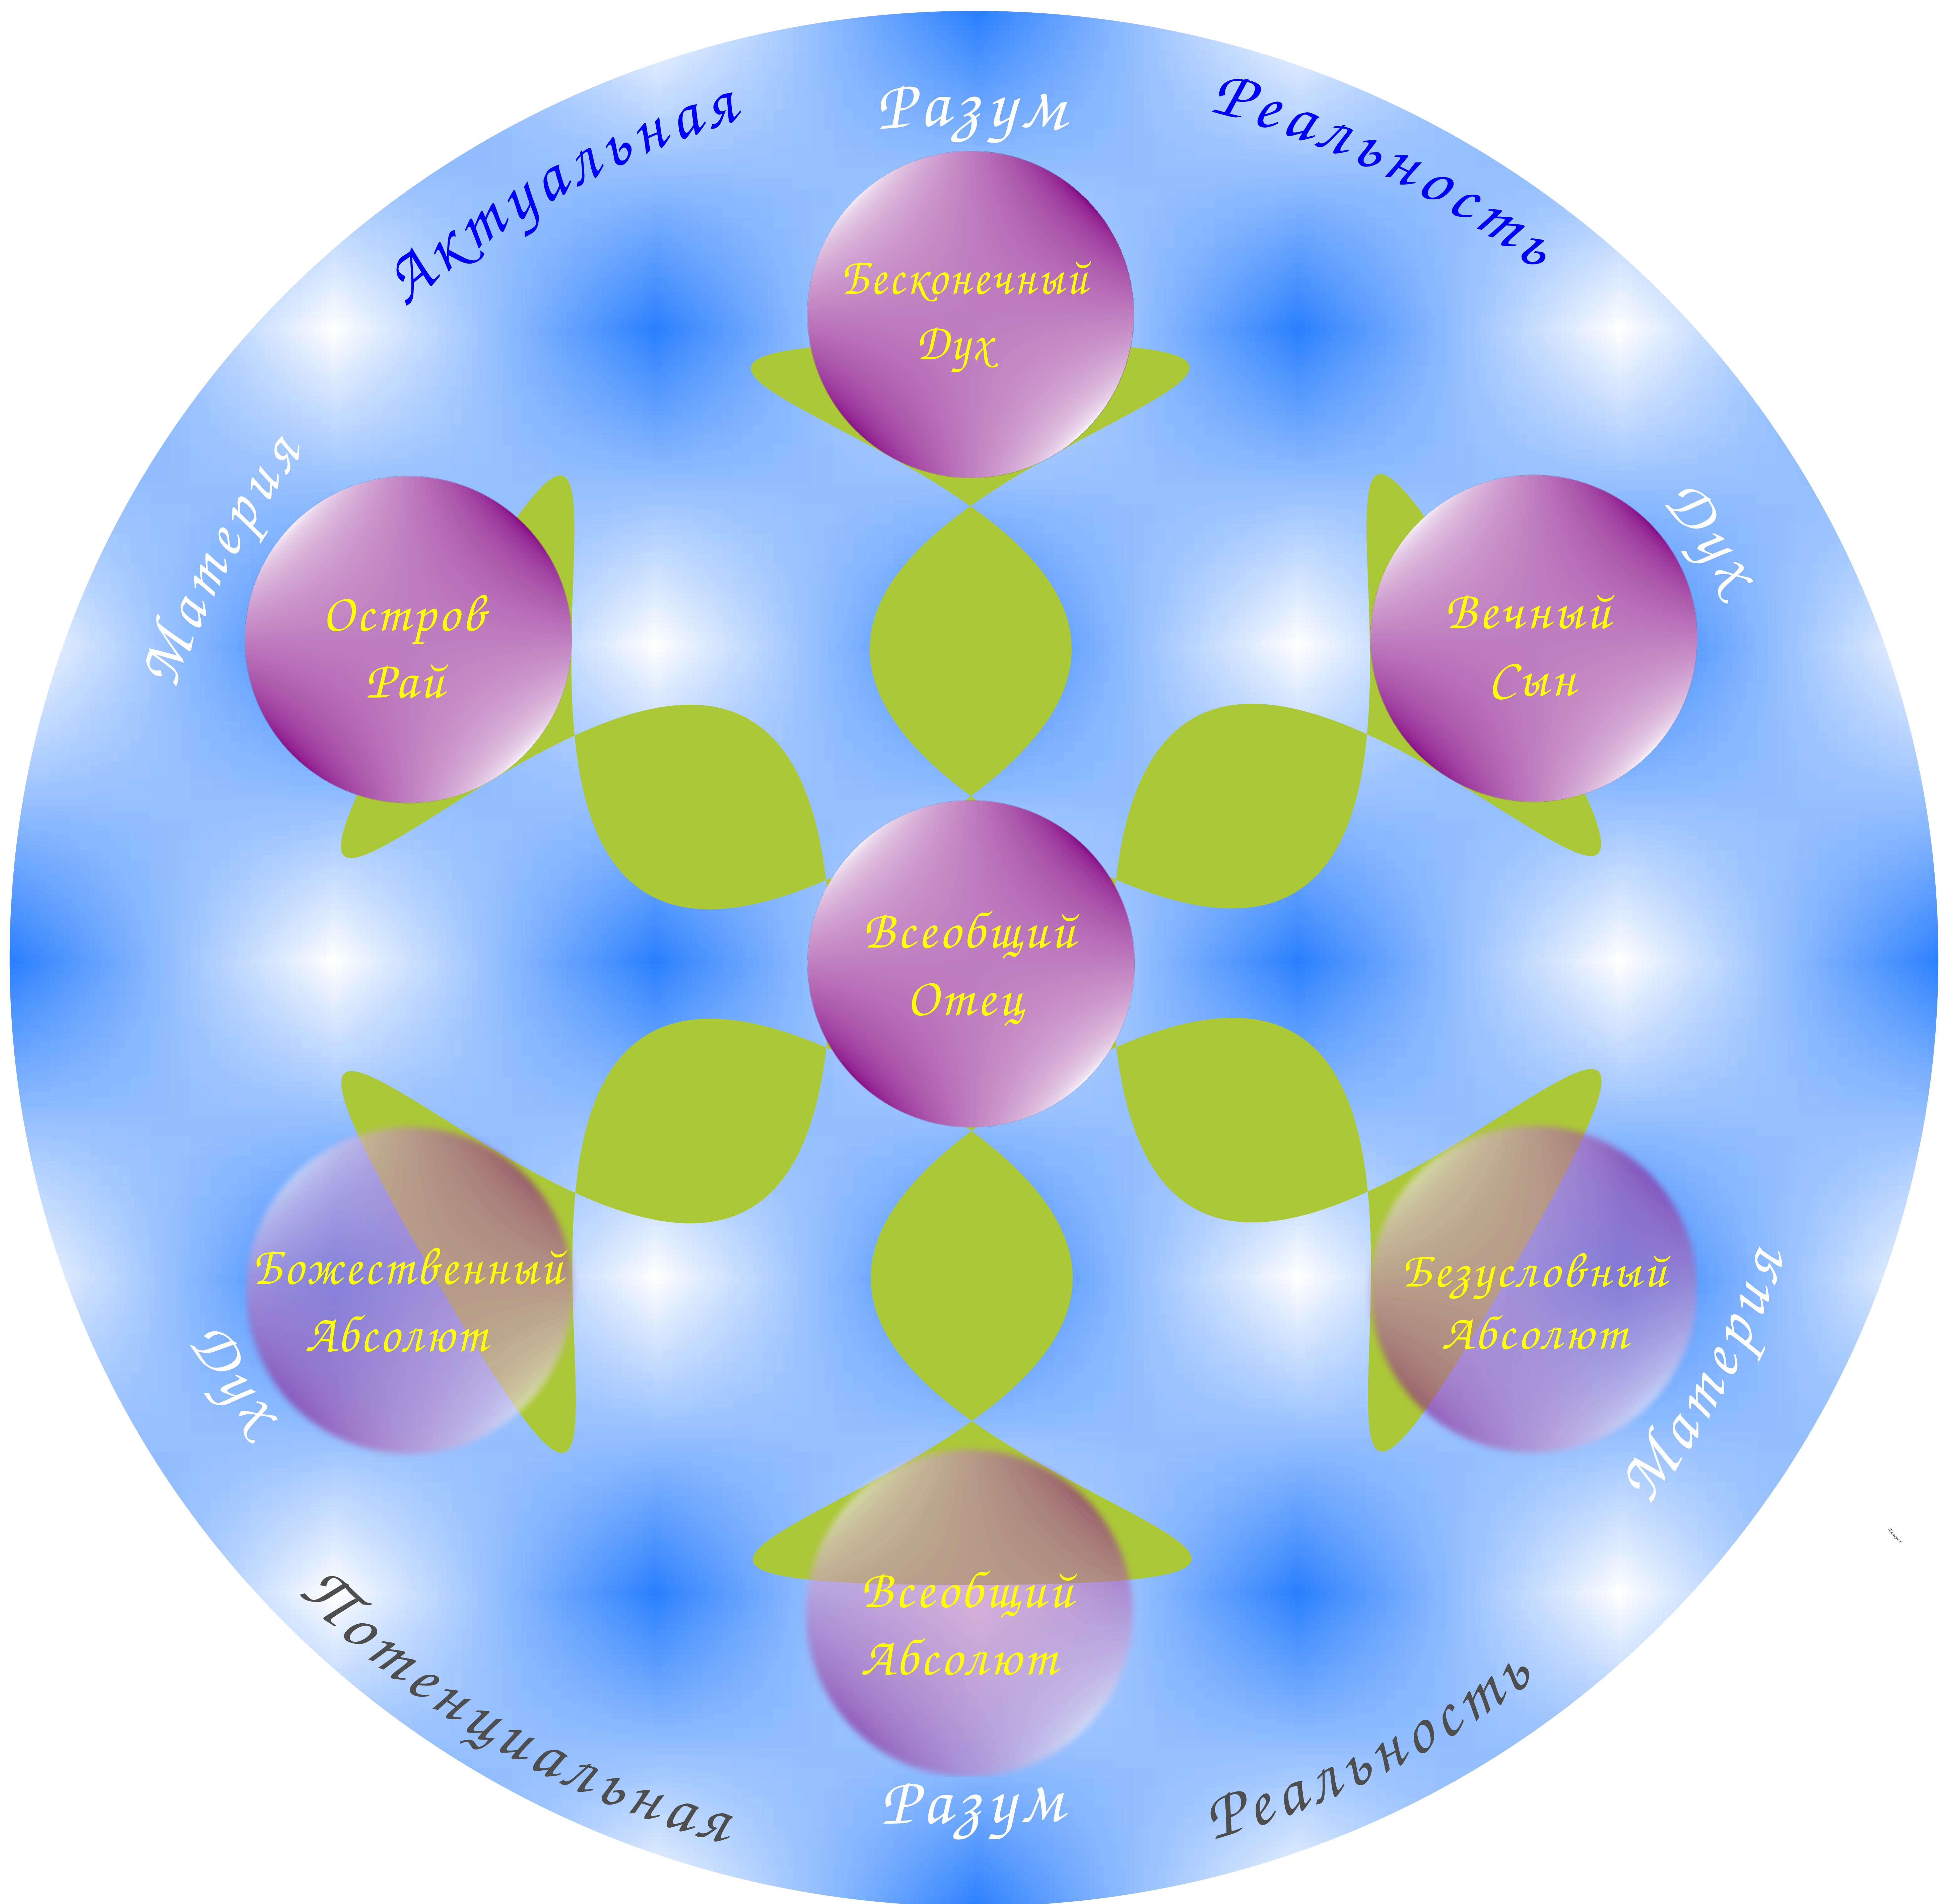 Актуальная
Разум
Реальность
Бесконечный
Дух
Материя
Дух
Остров
Рай
Вечный
Сын
Всеобщий
Отец
Божественный
Абсолют
Безусловный
Абсолют
Дух
Материя
Всеобщий
Абсолют
Потенциальная
Разум
Реальность